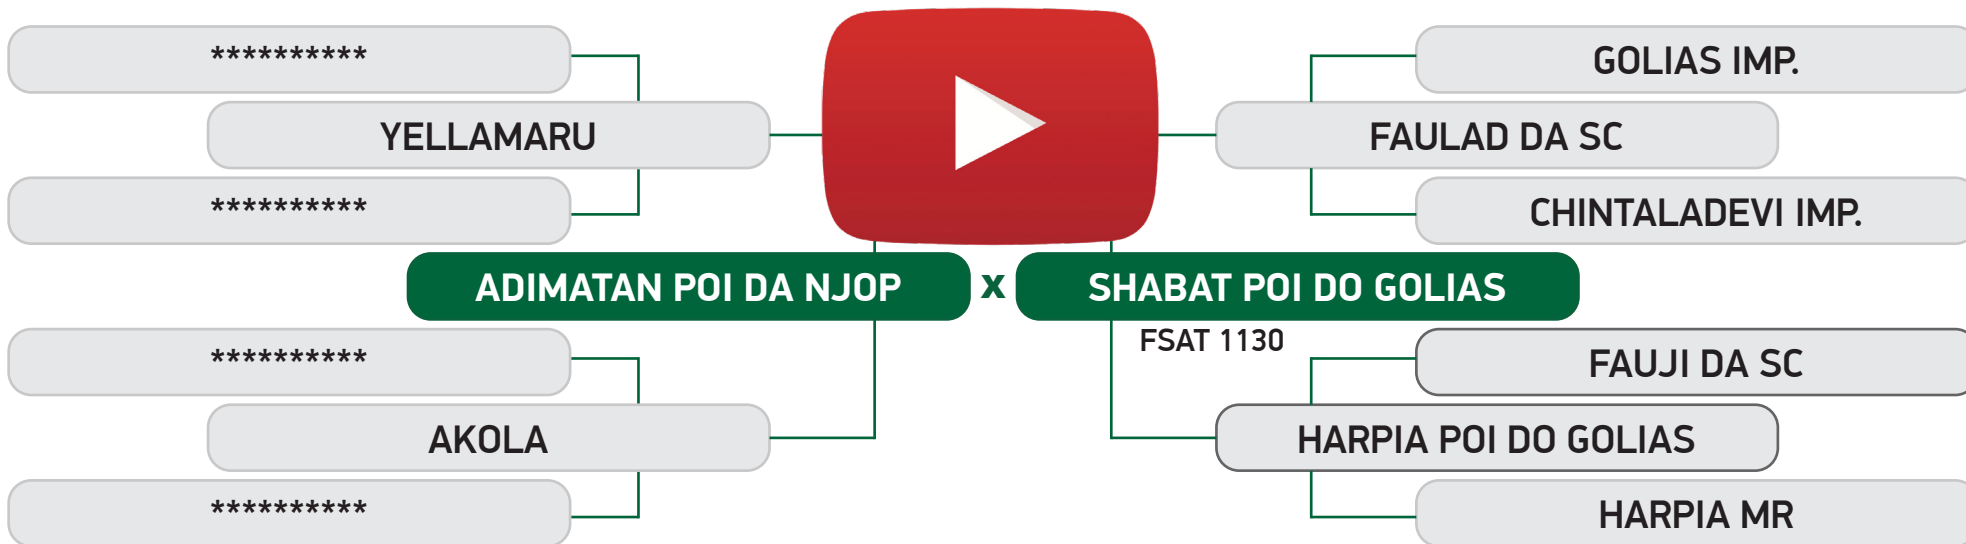 **********
GOLIAS IMP.
YELLAMARU
FAULAD DA SC
**********
CHINTALADEVI IMP.
ADIMATAN POI DA NJOP x SHABAT POI DO GOLIAS
FSAT 1130
**********
FAUJI DA SC
AKOLA
HARPIA POI DO GOLIAS
**********
HARPIA MR